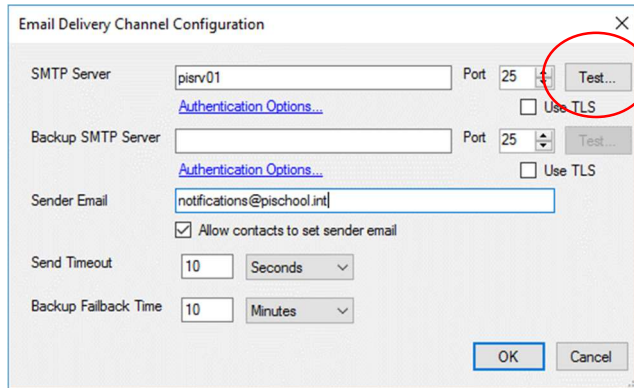 Email Delivery Channel Configuration
SMTP Server pisrv01 Port 25 Test...
Authentication Options... Use TLS
Backup SMTP Server Port 25 Test...
Authentication Options... Use TLS
Sender Email notifications@pischool.int
Allow contacts to set sender email
Send Timeout 10 Seconds
Backup Failback Time 10 Minutes
OK Cancel